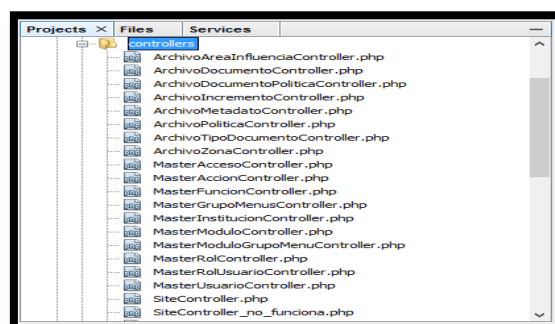 Projects × Files Services
controllers
ArchivoAreaInfluenciaController.php
ArchivoDocumentoController.php
ArchivoDocumentoPoliticaController.php
ArchivoIncrementoController.php
ArchivoMetadatoController.php
ArchivoPoliticaController.php
ArchivoTipoDocumentoController.php
ArchivoZonaController.php
MasterAccesoController.php
MasterAccionController.php
MasterFuncionController.php
MasterGrupoMenusController.php
MasterInstitucionController.php
MasterModuloController.php
MasterModuloGrupoMenuController.php
MasterRolController.php
MasterRolUsuarioController.php
MasterUsuarioController.php
SiteController.php
SiteController_no_funciona.php